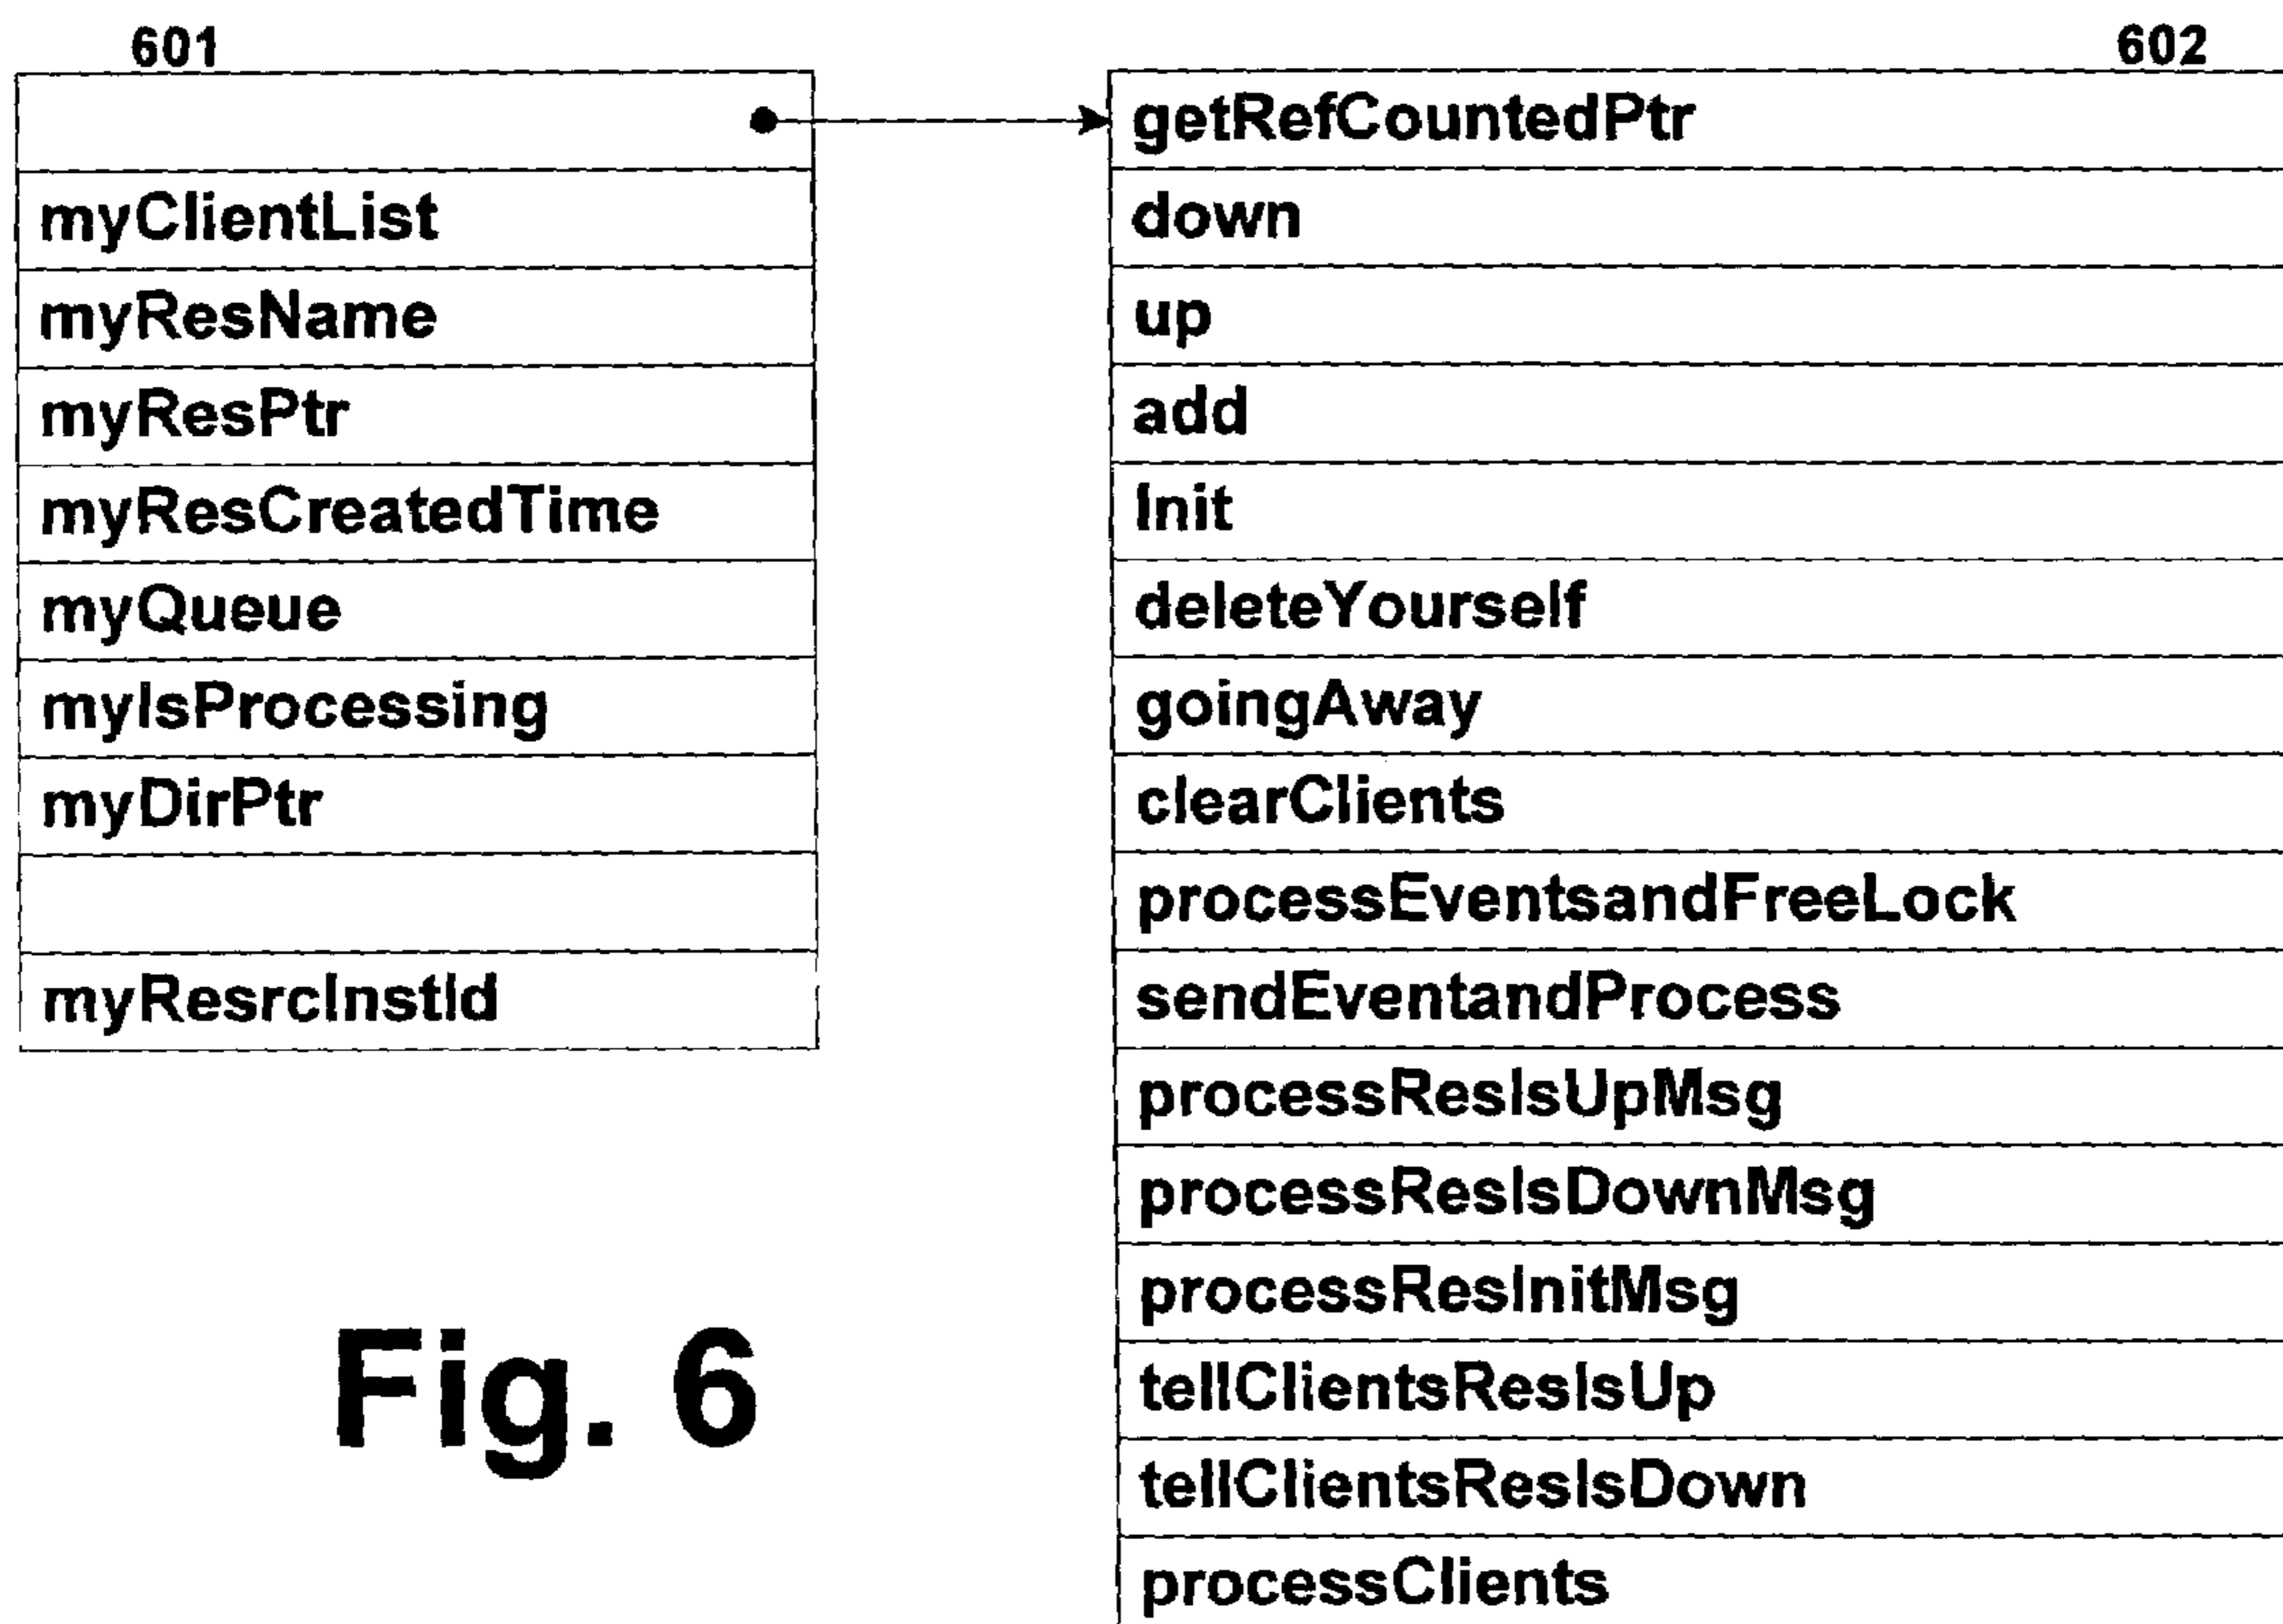 601
myClientList
myResName
myResPtr
myResCreatedTime
myQueue
myIsProcessing
myDirPtr
myResrcInstId
602
getRefCountedPtr
down
up
add
Init
deleteYourself
goingAway
clearClients
processEventsandFreeLock
sendEventandProcess
processResIsUpMsg
processResIsDownMsg
processResInitMsg
tellClientsResIsUp
tellClientsResIsDown
processClients
Fig. 6